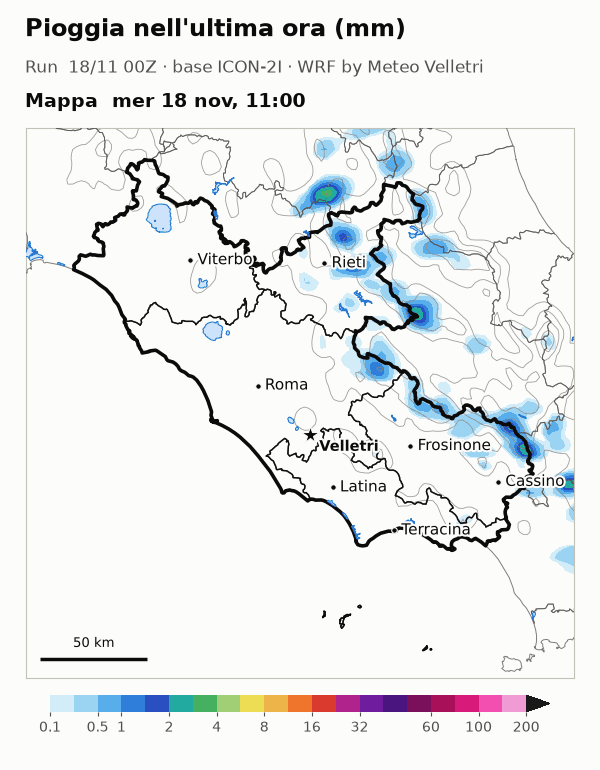 Pioggia nell'ultima ora (mm)
Run  18/11 00Z · base ICON-2I · WRF by Meteo Velletri
Mappa  mer 18 nov, 11:00
Viterbo
Rieti
Roma
Velletri
Frosinone
Latina
Cassino
Terracina
50 km
0.1 0.5 1 2 4 8 16 32 60 100 200